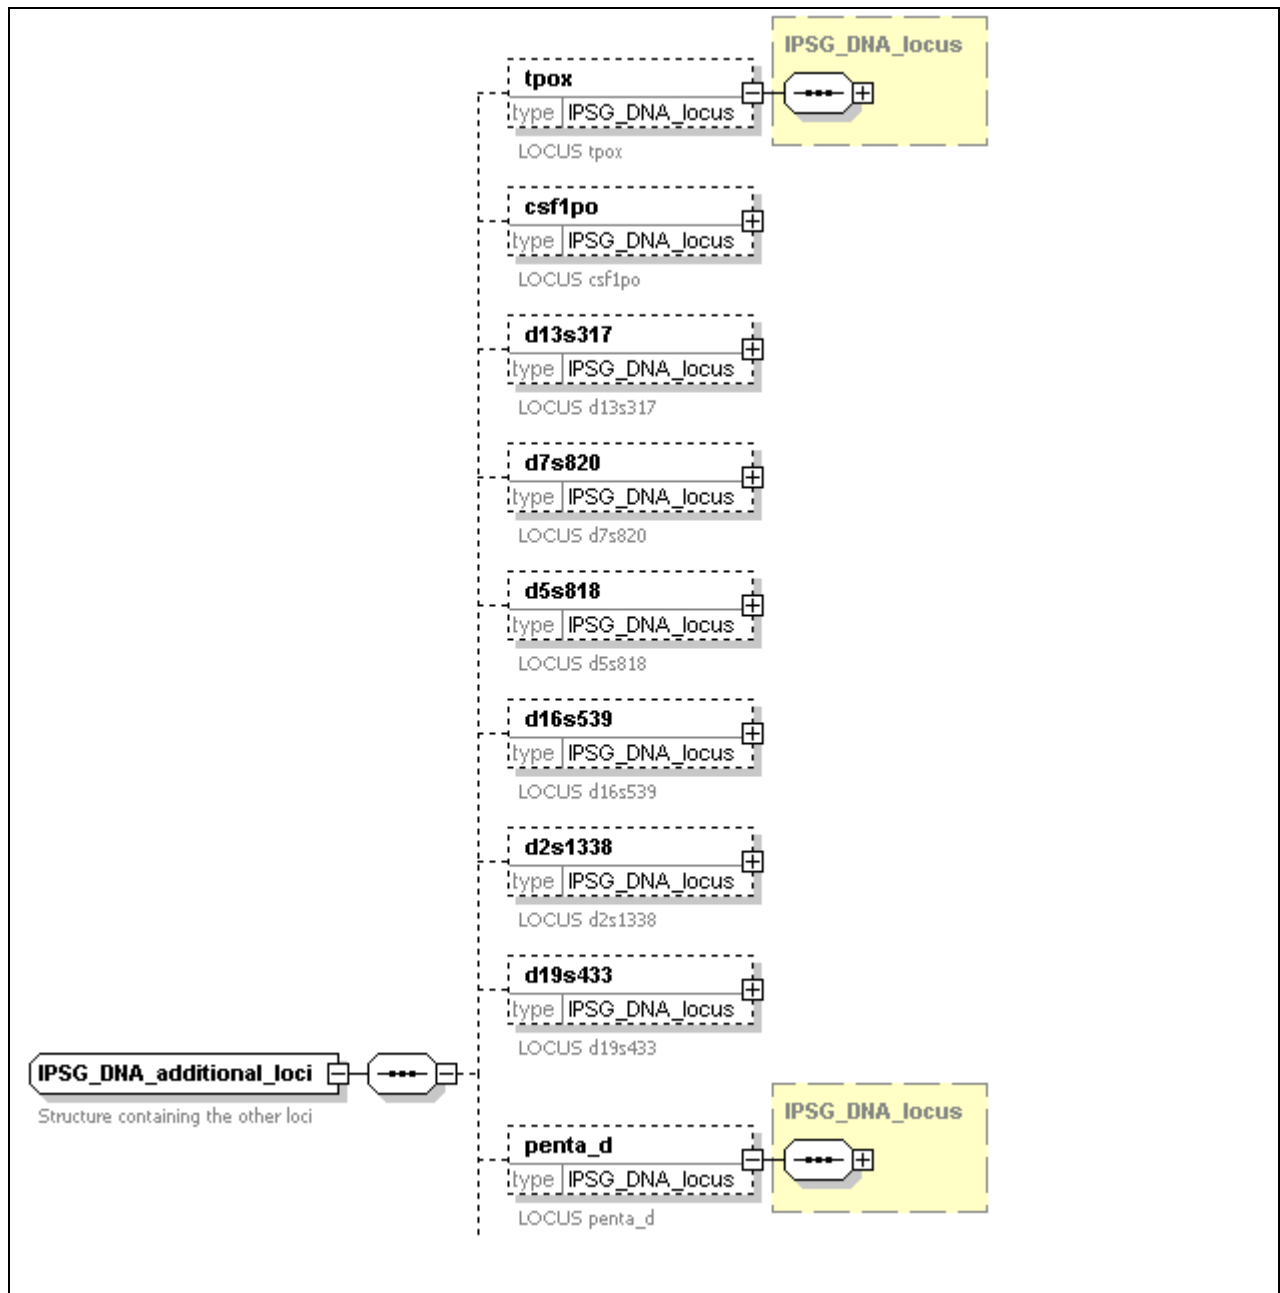 IPSG_DNA_locus
tpox
type IPSG_DNA_locus
LOCUS tpox
csf1po
type IPSG_DNA_locus
LOCUS csf1po
d13s317
type IPSG_DNA_locus
LOCUS d13s317
d7s820
type IPSG_DNA_locus
LOCUS d7s820
d5s818
type IPSG_DNA_locus
LOCUS d5s818
d16s539
type IPSG_DNA_locus
LOCUS d16s539
d2s1338
type IPSG_DNA_locus
LOCUS d2s1338
d19s433
type IPSG_DNA_locus
LOCUS d19s433
IPSG_DNA_additional_loci
Structure containing the other loci
IPSG_DNA_locus
penta_d
type IPSG_DNA_locus
LOCUS penta_d